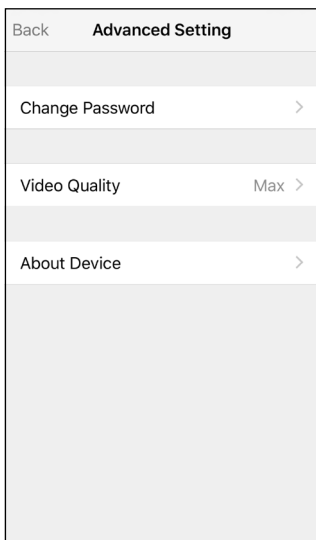 Back Advanced Setting
Change Password
Video Quality Max
About Device